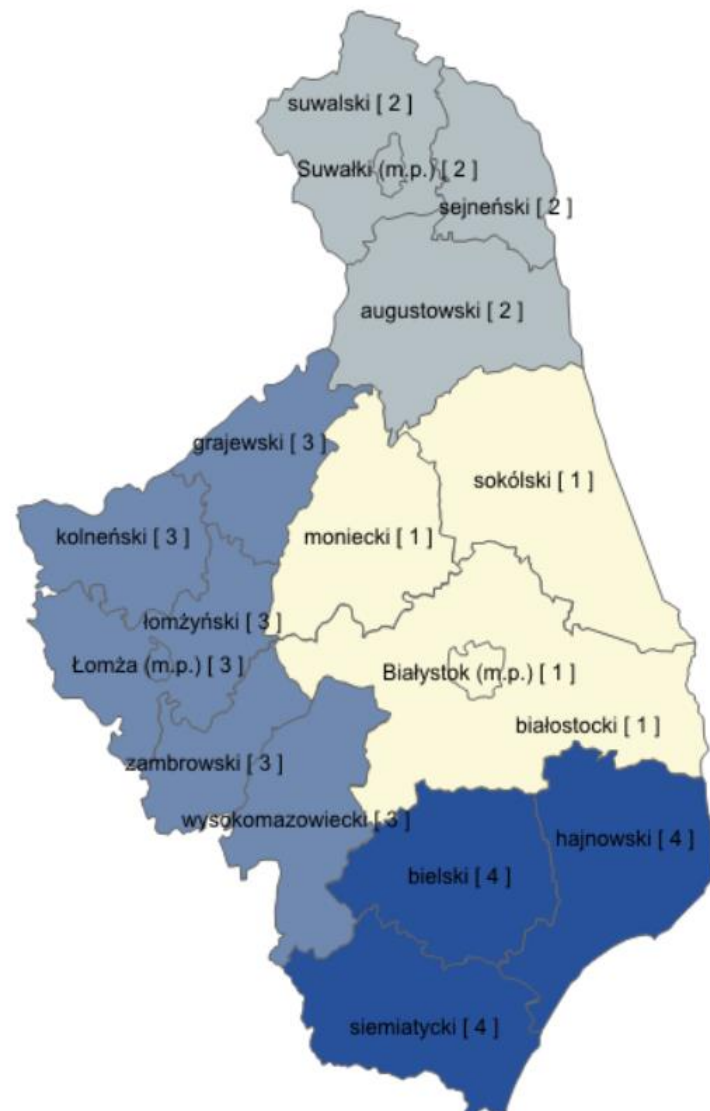 suwalski [ 2 ]
Suwałki (m.p.) [ 2 ]
sejneński [ 2 ]
augustowski [ 2 ]
grajewski [ 3 ]
sokólski [ 1 ]
kolneński [ 3 ]
moniecki [ 1 ]
łomżyński [ 3 ]
Łomża (m.p.) [ 3 ]
Białystok (m.p.) [ 1 ]
białostocki [ 1 ]
zambrowski [ 3 ]
wysokomazowiecki [ 3 ]
hajnowski [ 4 ]
bielski [ 4 ]
siemiatycki [ 4 ]